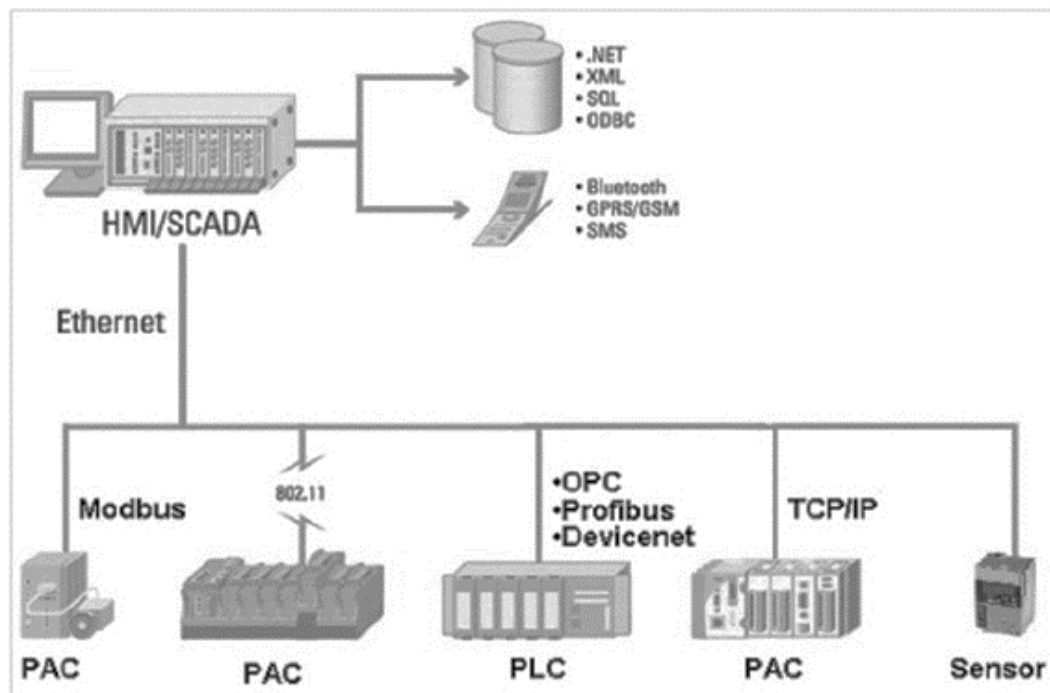 • .NET
• XML
• SQL
• ODBC
• Bluetooth
• GPRS/GSM
• SMS
HMI/SCADA
Ethernet
Modbus
802.11
•OPC
•Profibus
•Devicenet
TCP/IP
PAC
PAC
PLC
PAC
Sensor